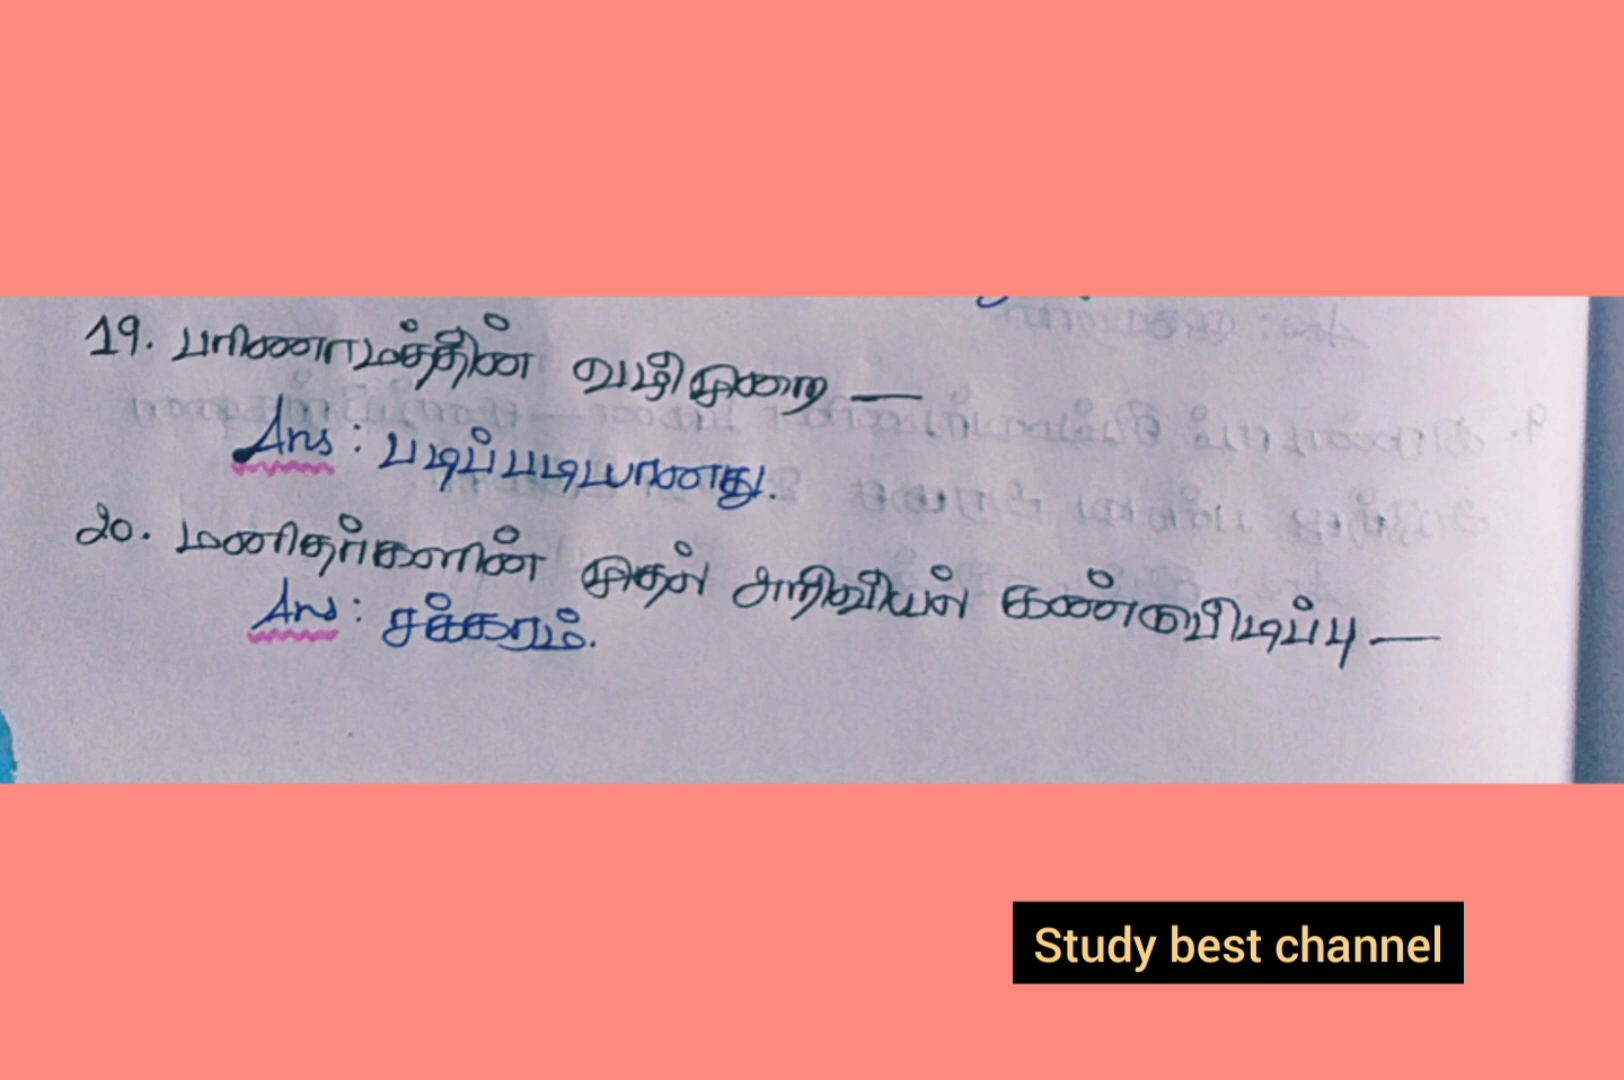 19. பரிணாமத்தின் வழிமுறை —
Ans : படிப்படியானது.
20. மனிதர்களின் முதல் அறிவியல் கண்டுபிடிப்பு —
Ans : சக்கரம்.
Study best channel